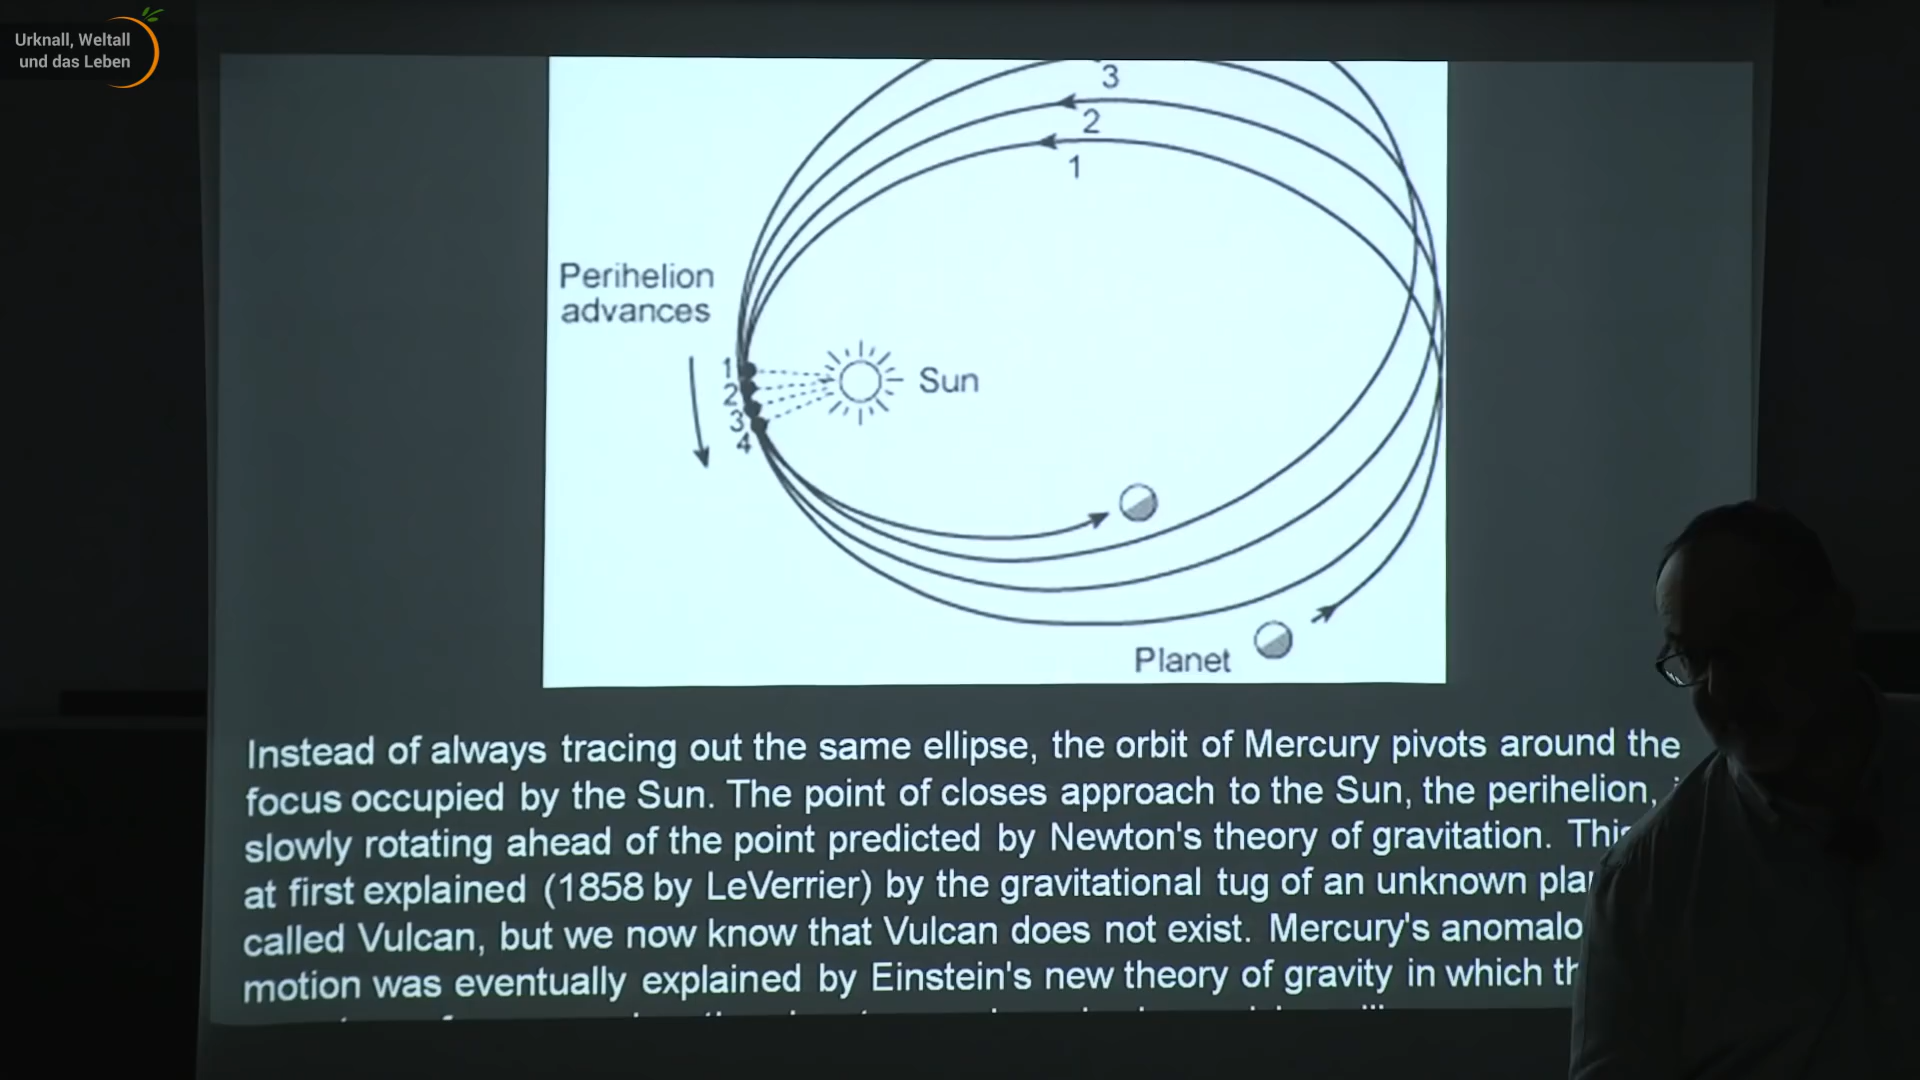 Urknall, Weltall
und das Leben
3
2
1
Perihelion
advances
1
2
3
4
Sun
Planet
Instead of always tracing out the same ellipse, the orbit of Mercury pivots around the
focus occupied by the Sun. The point of closes approach to the Sun, the perihelion,
slowly rotating ahead of the point predicted by Newton's theory of gravitation.
at first explained (1858 by LeVerrier) by the gravitational tug of an unknown
called Vulcan, but we now know that Vulcan does not exist. Mercury's
motion was eventually explained by Einstein's new theory of gravity in which